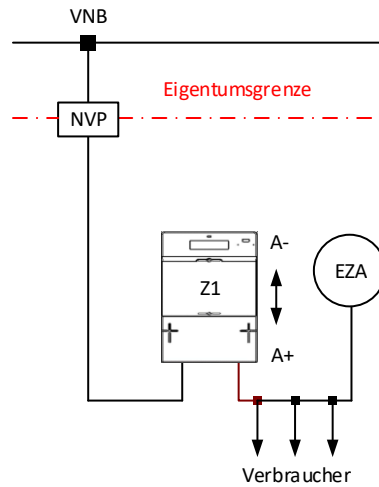 VNB
Eigentumsgrenze
NVP
A-
Z1
EZA
A+
Verbraucher